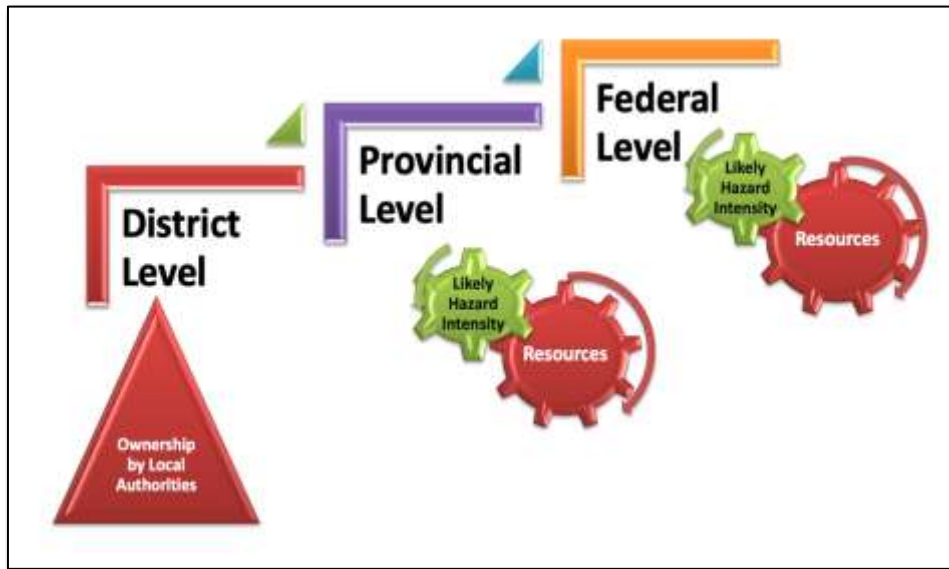 Federal
Level
Provincial
Level
District
Level
Likely
Hazard
Intensity
Resources
Likely
Hazard
Intensity
Resources
Ownership
by Local
Authorities